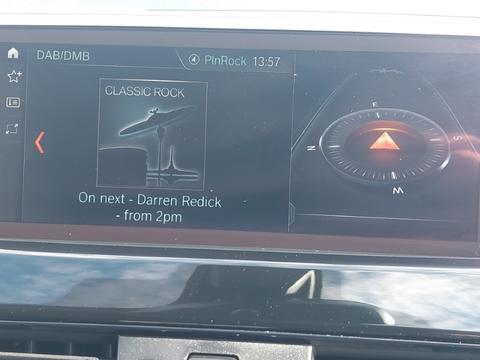 DAB/DMB
PlnRock 13:57
CLASSIC ROCK
On next - Darren Redick
- from 2pm
E
N
S
W